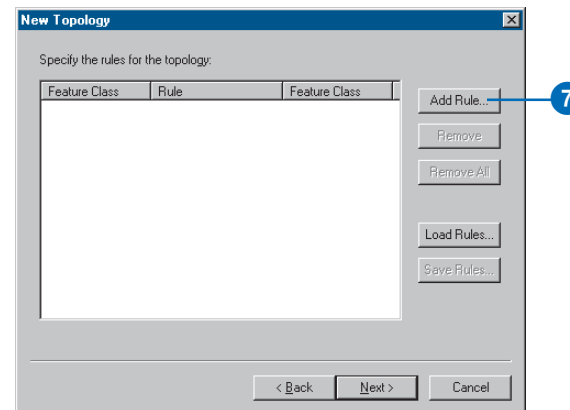 New Topology
Specify the rules for the topology:
Feature Class Rule Feature Class
Add Rule...
7
Remove
Remove All
Load Rules...
Save Rules...
< Back Next > Cancel